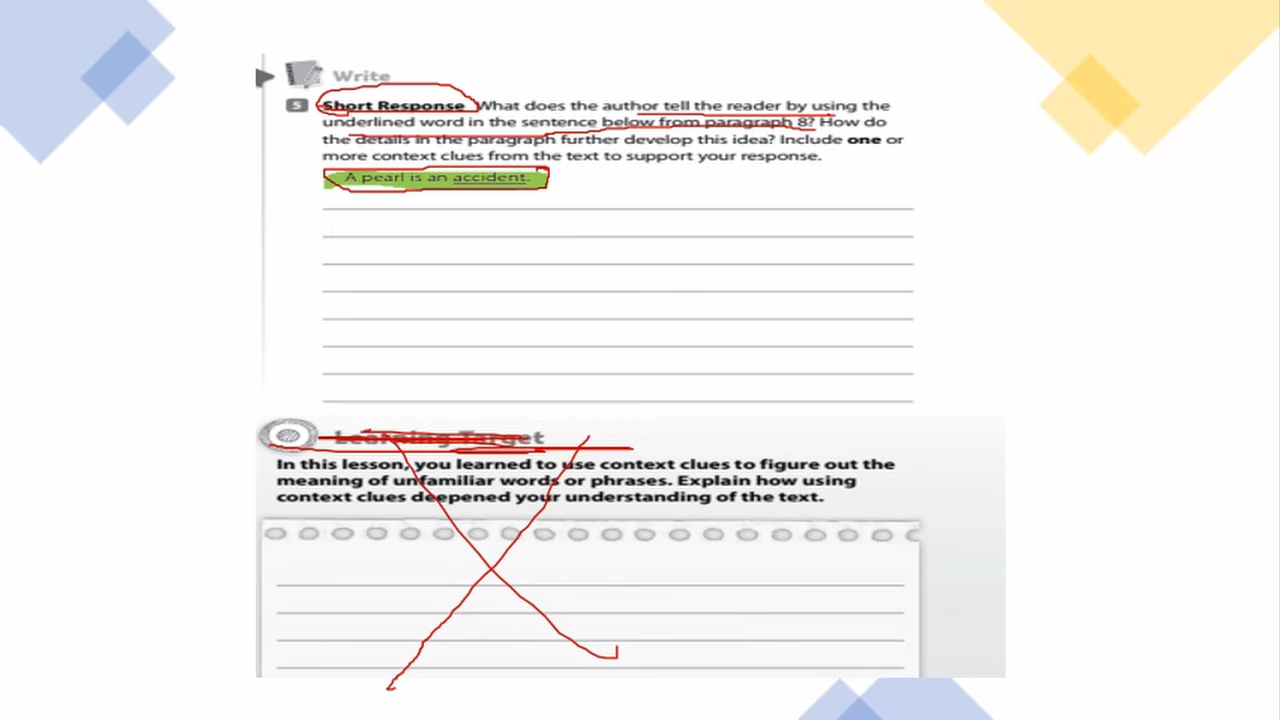 Write
5 Short Response What does the author tell the reader by using the
underlined word in the sentence below from paragraph 8? How do
the details in the paragraph further develop this idea? Include one or
more context clues from the text to support your response.
A pearl is an accident.
Learning Target
In this lesson, you learned to use context clues to figure out the
meaning of unfamiliar words or phrases. Explain how using
context clues deepened your understanding of the text.